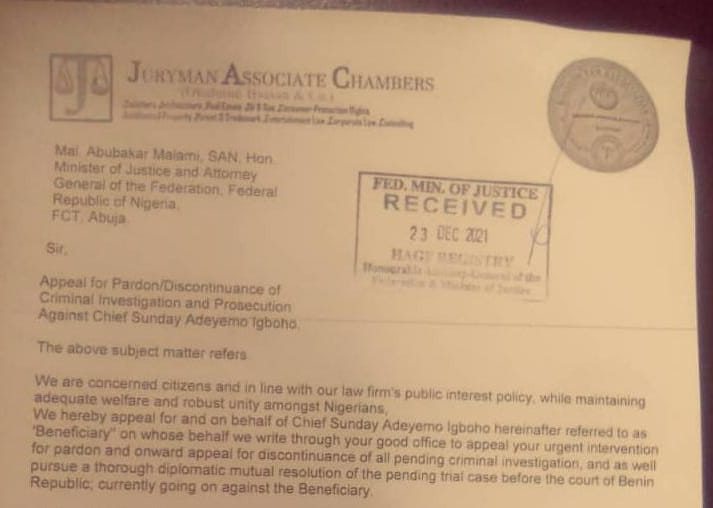 JURYMAN ASSOCIATE CHAMBERS
Mal. Abubakar Malami, SAN, Hon.
Minister of Justice and Attorney
General of the Federation, Federal
Republic of Nigeria,
FCT, Abuja.
FED. MIN. OF JUSTICE
RECEIVED
23 DEC 2021
HAGF REGISTRY
Sir,
Appeal for Pardon/Discontinuance of
Criminal Investigation and Prosecution
Against Chief Sunday Adeyemo Igboho.
The above subject matter refers
We are concerned citizens and in line with our law firm's public interest policy, while maintaining
adequate welfare and robust unity amongst Nigerians,
We hereby appeal for and on behalf of Chief Sunday Adeyemo Igboho hereinafter referred to as
'Beneficiary" on whose behalf we write through your good office to appeal your urgent intervention
for pardon and onward appeal for discontinuance of all pending criminal investigation, and as well
pursue a thorough diplomatic mutual resolution of the pending trial case before the court of Benin
Republic; currently going on against the Beneficiary.